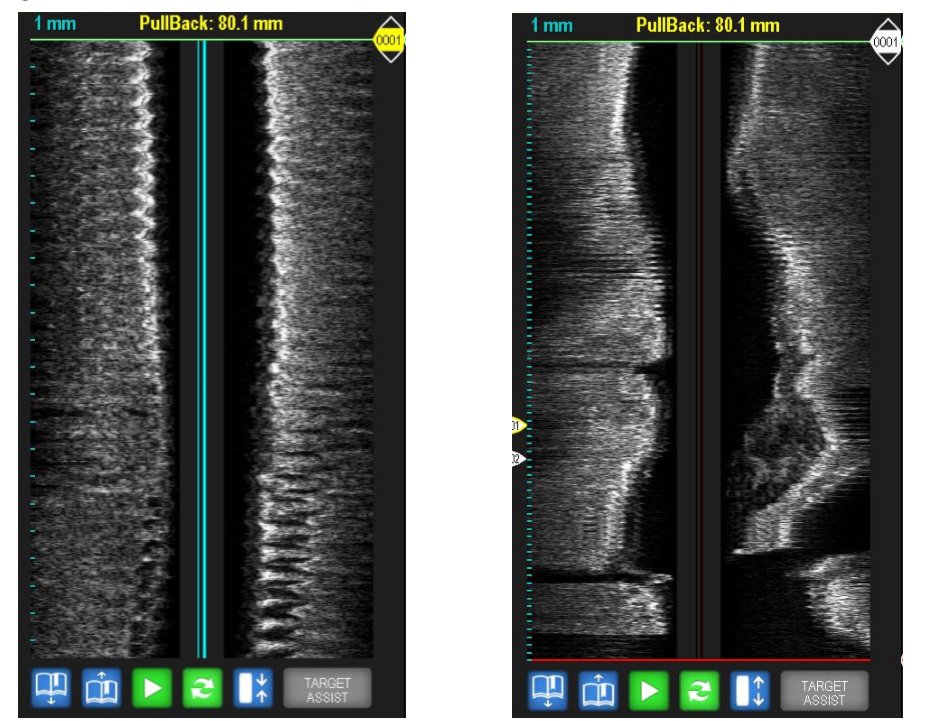 1 mm PullBack: 80.1 mm
0001
TARGET
ASSIST
1 mm PullBack: 80.1 mm
0001
TARGET
ASSIST